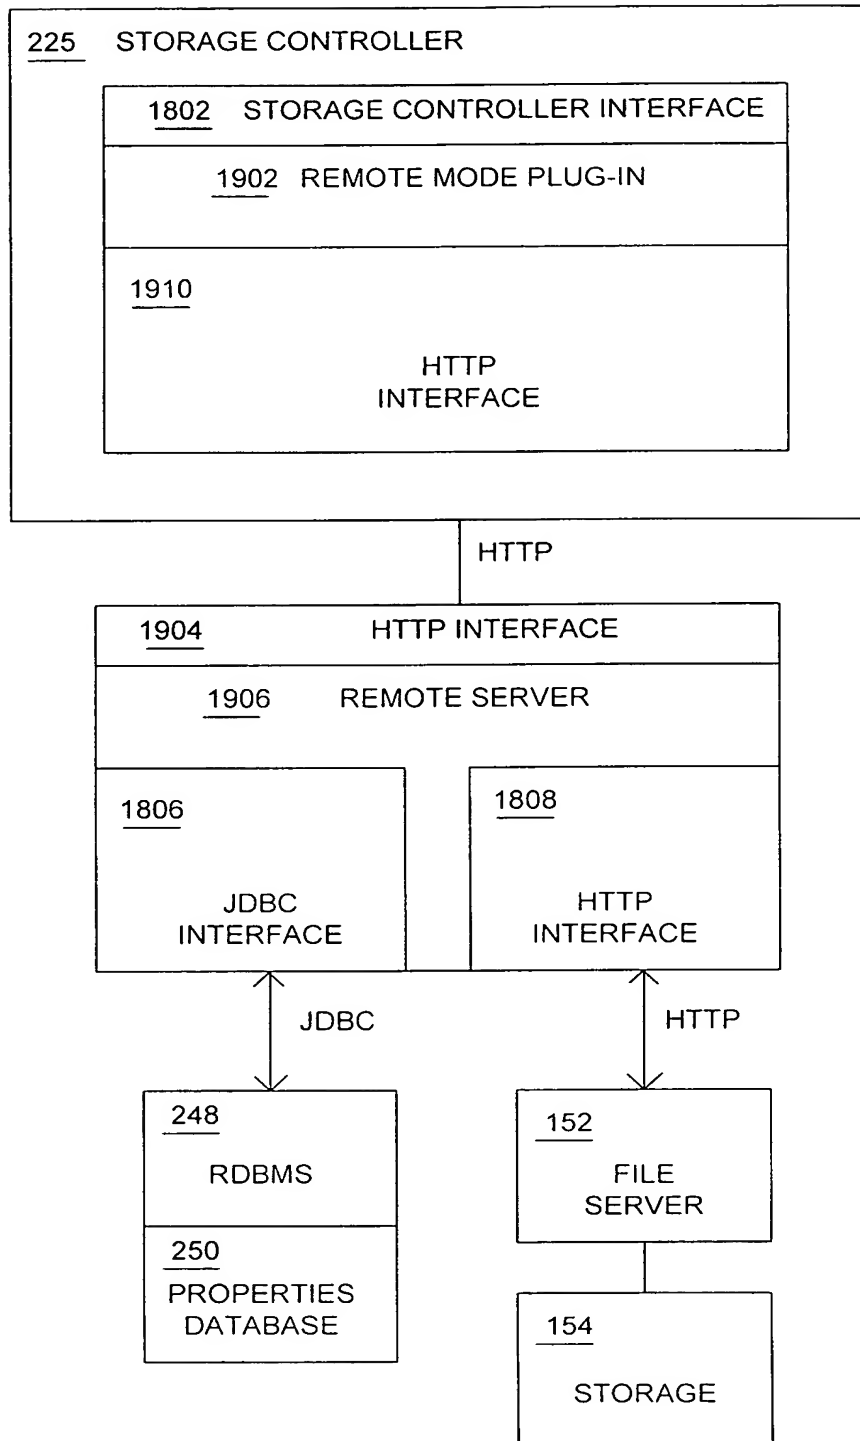 225 STORAGE CONTROLLER
1802 STORAGE CONTROLLER INTERFACE
1902 REMOTE MODE PLUG-IN
1910
HTTP
INTERFACE
HTTP
1904 HTTP INTERFACE
1906 REMOTE SERVER
1806
JDBC
INTERFACE
1808
HTTP
INTERFACE
JDBC
HTTP
248
RDBMS
250
PROPERTIES
DATABASE
152
FILE
SERVER
154
STORAGE